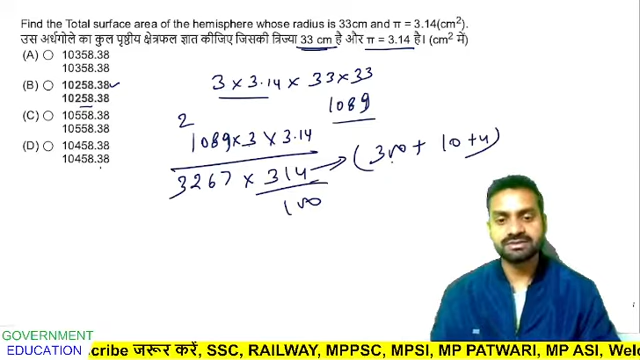 Find the Total surface area of the hemisphere whose radius is 33cm and π = 3.14(cm²).
उस अर्धगोले का कुल पृष्ठीय क्षेत्रफल ज्ञात कीजिए जिसकी त्रिज्या 33 cm है और π = 3.14 है। (cm² में)
(A) 10358.38
10358.38
(B) 10258.38 ✓
10258.38
(C) 10558.38
10558.38
(D) 10458.38
10458.38
3 × 3.14 × 33 × 33
1089
2
1089 × 3 × 3.14
3267 × 314
100
(300 + 10 + 4)
GOVERNMENT
EDUCATION
cribe जरूर करें, SSC, RAILWAY, MPPSC, MPSI, MP PATWARI, MP ASI, Welc